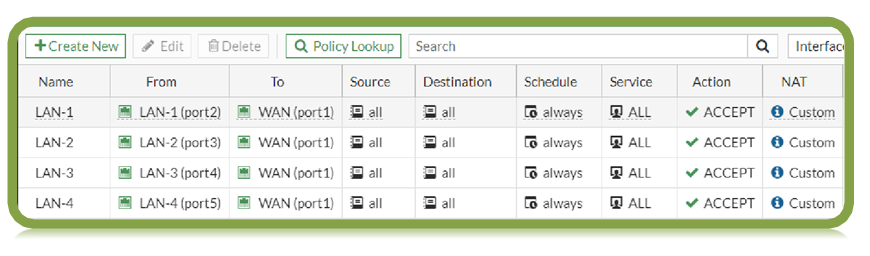 Create New Edit Delete Policy Lookup Search Interfac
Name From To Source Destination Schedule Service Action NAT
LAN-1 LAN-1 (port2) WAN (port1) all all always ALL ACCEPT Custom
LAN-2 LAN-2 (port3) WAN (port1) all all always ALL ACCEPT Custom
LAN-3 LAN-3 (port4) WAN (port1) all all always ALL ACCEPT Custom
LAN-4 LAN-4 (port5) WAN (port1) all all always ALL ACCEPT Custom